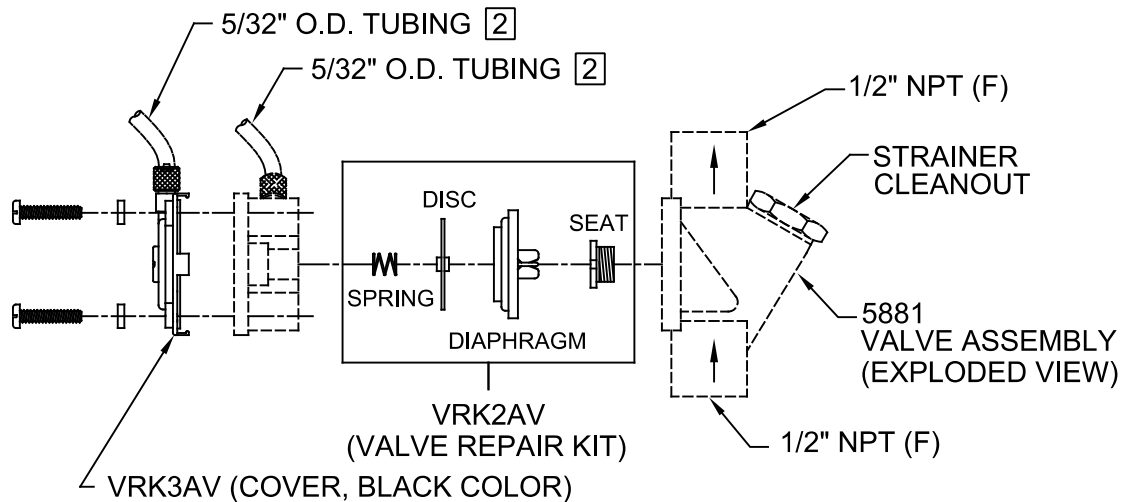 5/32" O.D. TUBING 2
5/32" O.D. TUBING 2
1/2" NPT (F)
STRAINER
CLEANOUT
DISC
SEAT
SPRING
DIAPHRAGM
5881
VALVE ASSEMBLY
(EXPLODED VIEW)
VRK2AV
(VALVE REPAIR KIT)
1/2" NPT (F)
VRK3AV (COVER, BLACK COLOR)